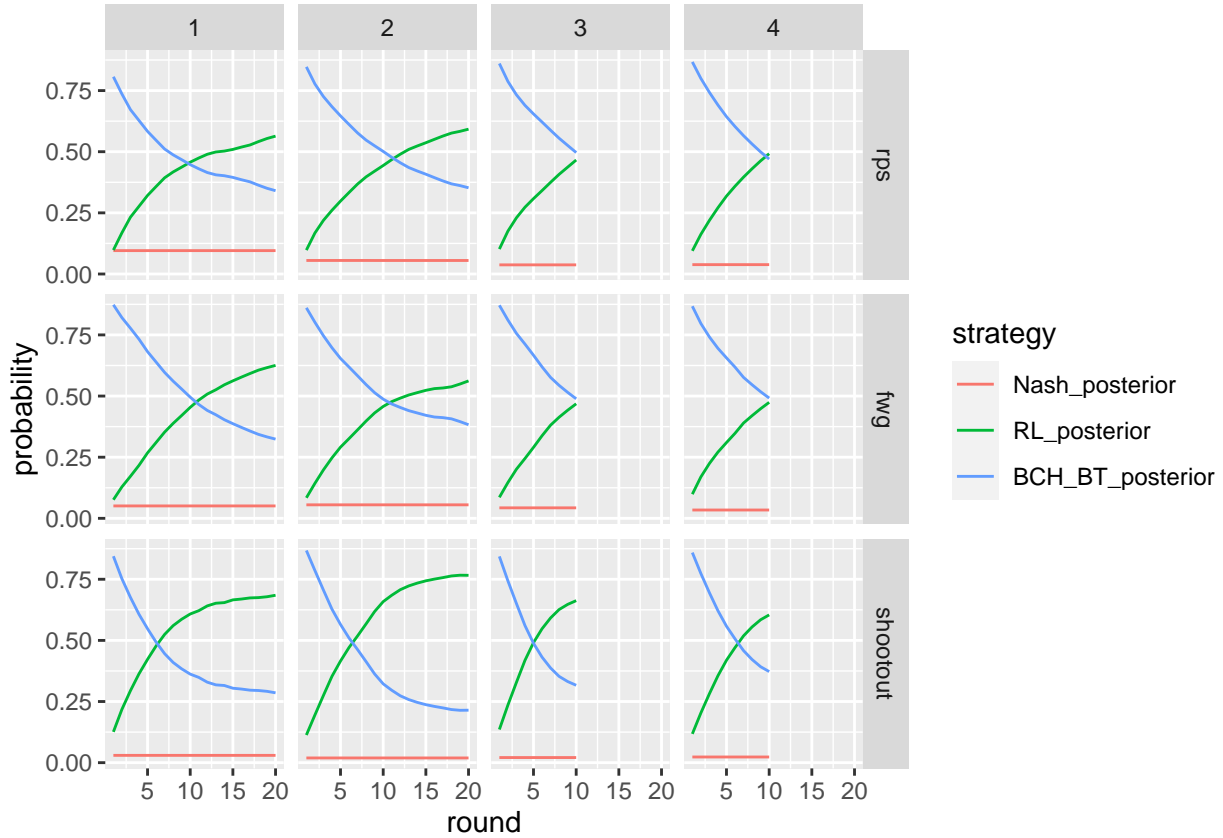 1 2 3 4
0.75
0.50
0.25
0.00
rps
0.75
0.50
0.25
0.00
fwg
0.75
0.50
0.25
0.00
shootout
5 10 15 20 5 10 15 20 5 10 15 20 5 10 15 20
round
probability
strategy
Nash_posterior
RL_posterior
BCH_BT_posterior